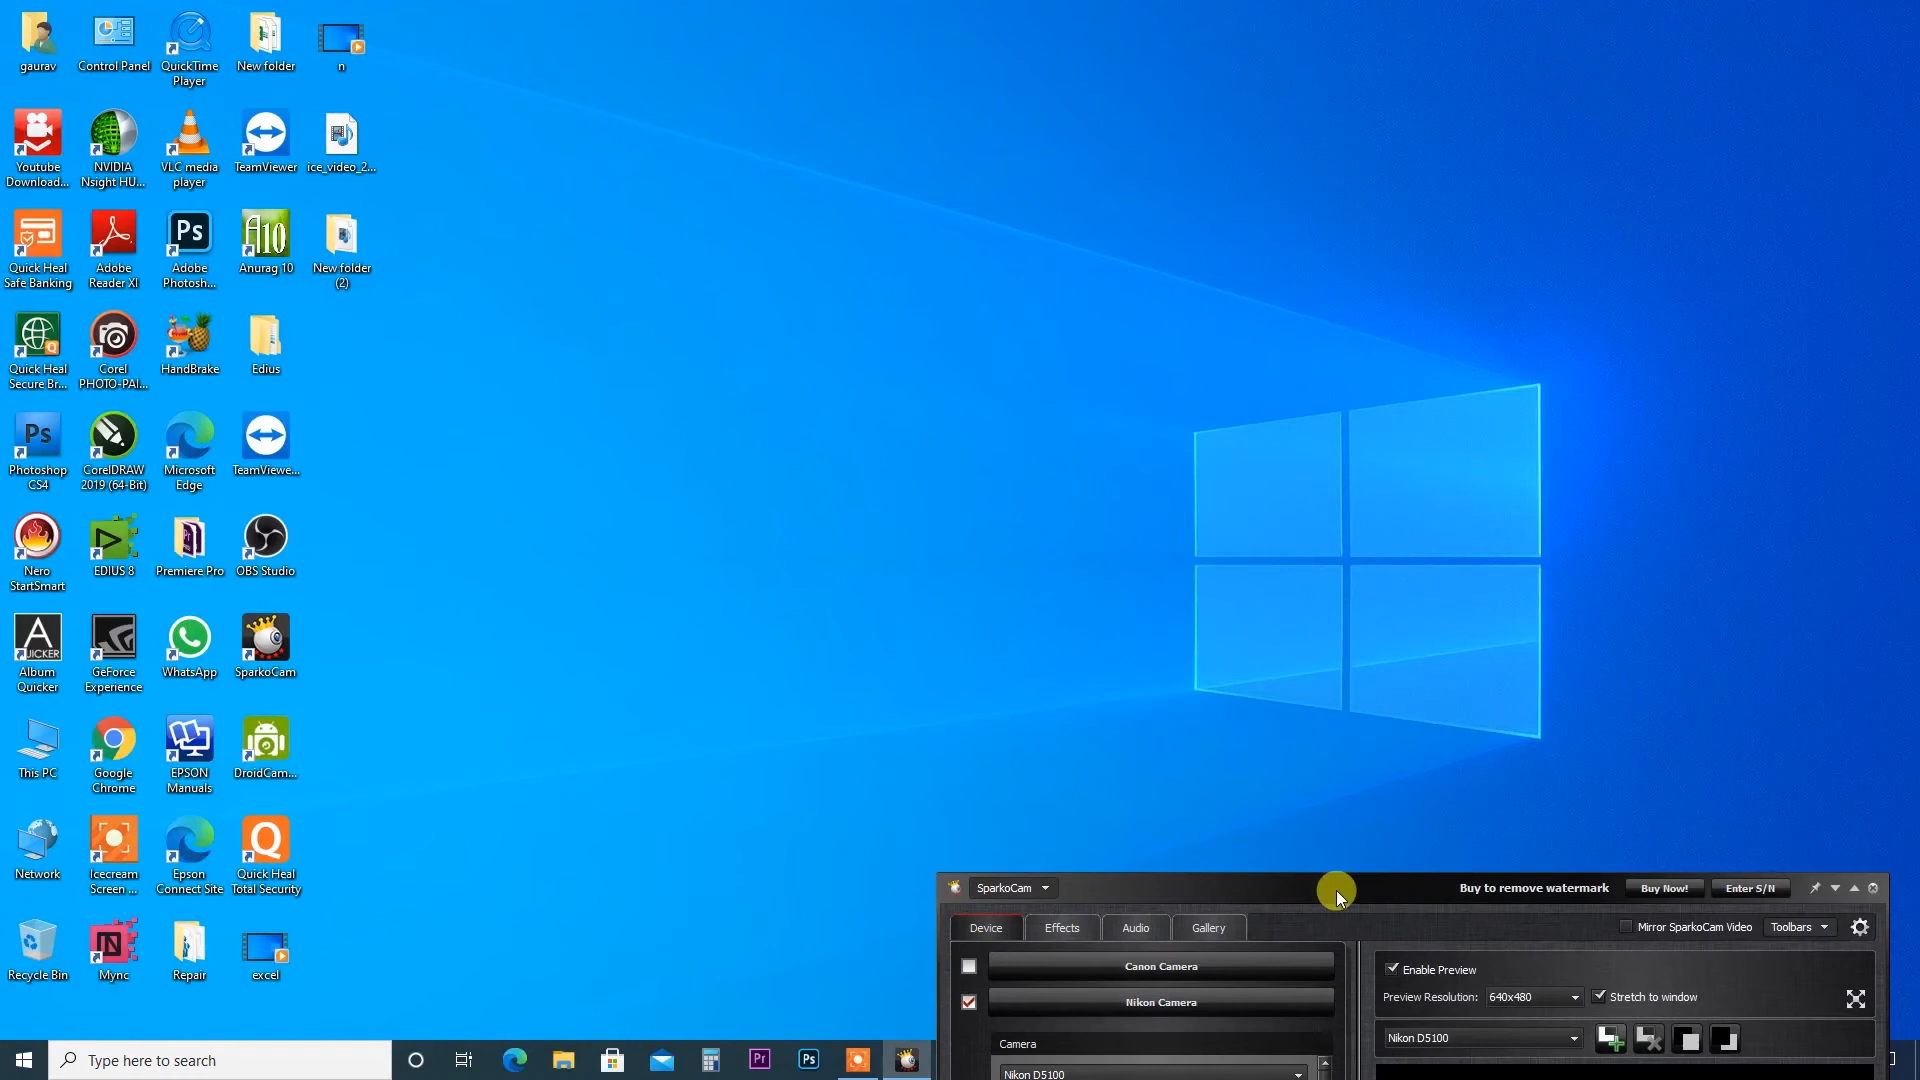 gaurav
Control Panel
QuickTime
Player
New folder
n
Youtube
Download...
NVIDIA
Nsight HU...
VLC media
player
TeamViewer
ice_video_2...
Quick Heal
Safe Banking
Adobe
Reader XI
Ps
Adobe
Photosh...
A10
Anurag 10
New folder
(2)
Quick Heal
Secure Br...
Corel
PHOTO-PAI...
HandBrake
Edius
Ps
Photoshop
CS4
CorelDRAW
2019 (64-Bit)
Microsoft
Edge
TeamViewe...
Nero
StartSmart
EDIUS 8
Premiere Pro
OBS Studio
A
UICKER
Album
Quicker
GeForce
Experience
WhatsApp
SparkoCam
This PC
Google
Chrome
EPSON
Manuals
DroidCam...
Network
Icecream
Screen ...
Epson
Connect Site
Quick Heal
Total Security
Recycle Bin
Mync
Repair
excel
SparkoCam
Buy to remove watermark
Buy Now!
Enter S/N
Device
Effects
Audio
Gallery
Mirror SparkoCam Video
Toolbars
Canon Camera
Enable Preview
Nikon Camera
Preview Resolution:
640x480
Stretch to window
Camera
Nikon D5100
Nikon D5100
Type here to search
Pr
Ps